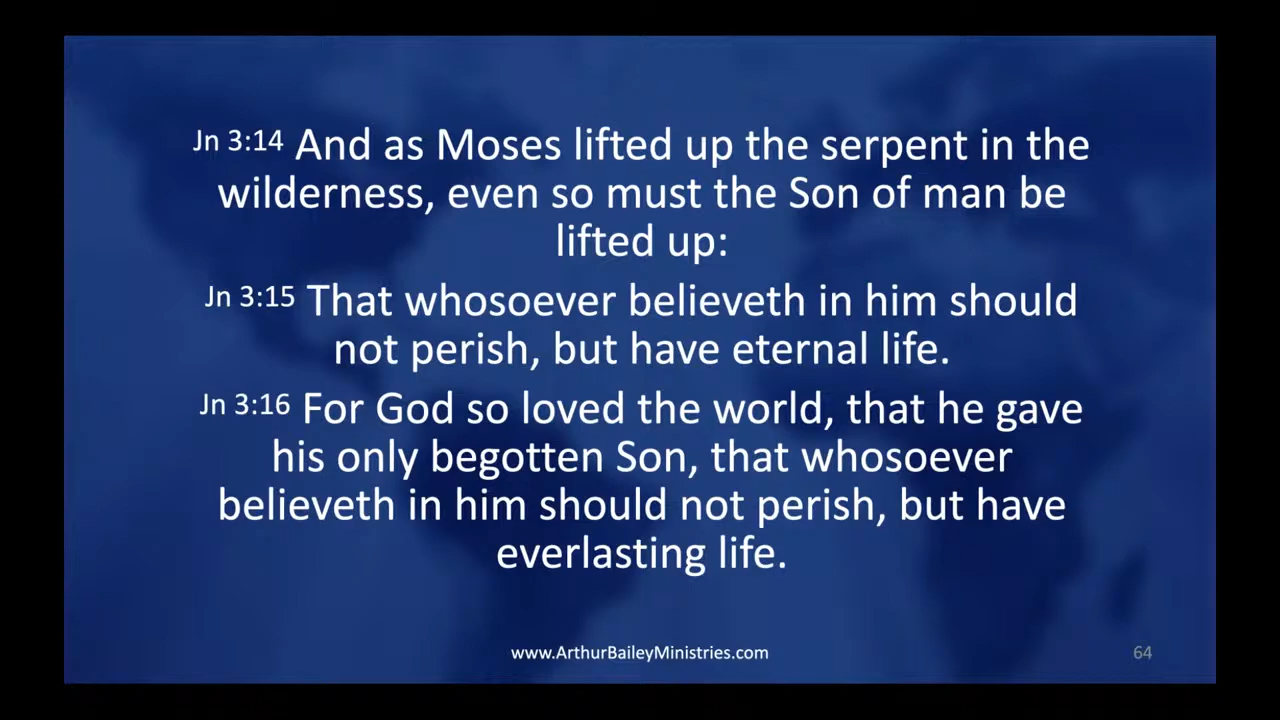 Jn 3:14 And as Moses lifted up the serpent in the
wilderness, even so must the Son of man be
lifted up:
Jn 3:15 That whosoever believeth in him should
not perish, but have eternal life.
Jn 3:16 For God so loved the world, that he gave
his only begotten Son, that whosoever
believeth in him should not perish, but have
everlasting life.
www.ArthurBaileyMinistries.com
64